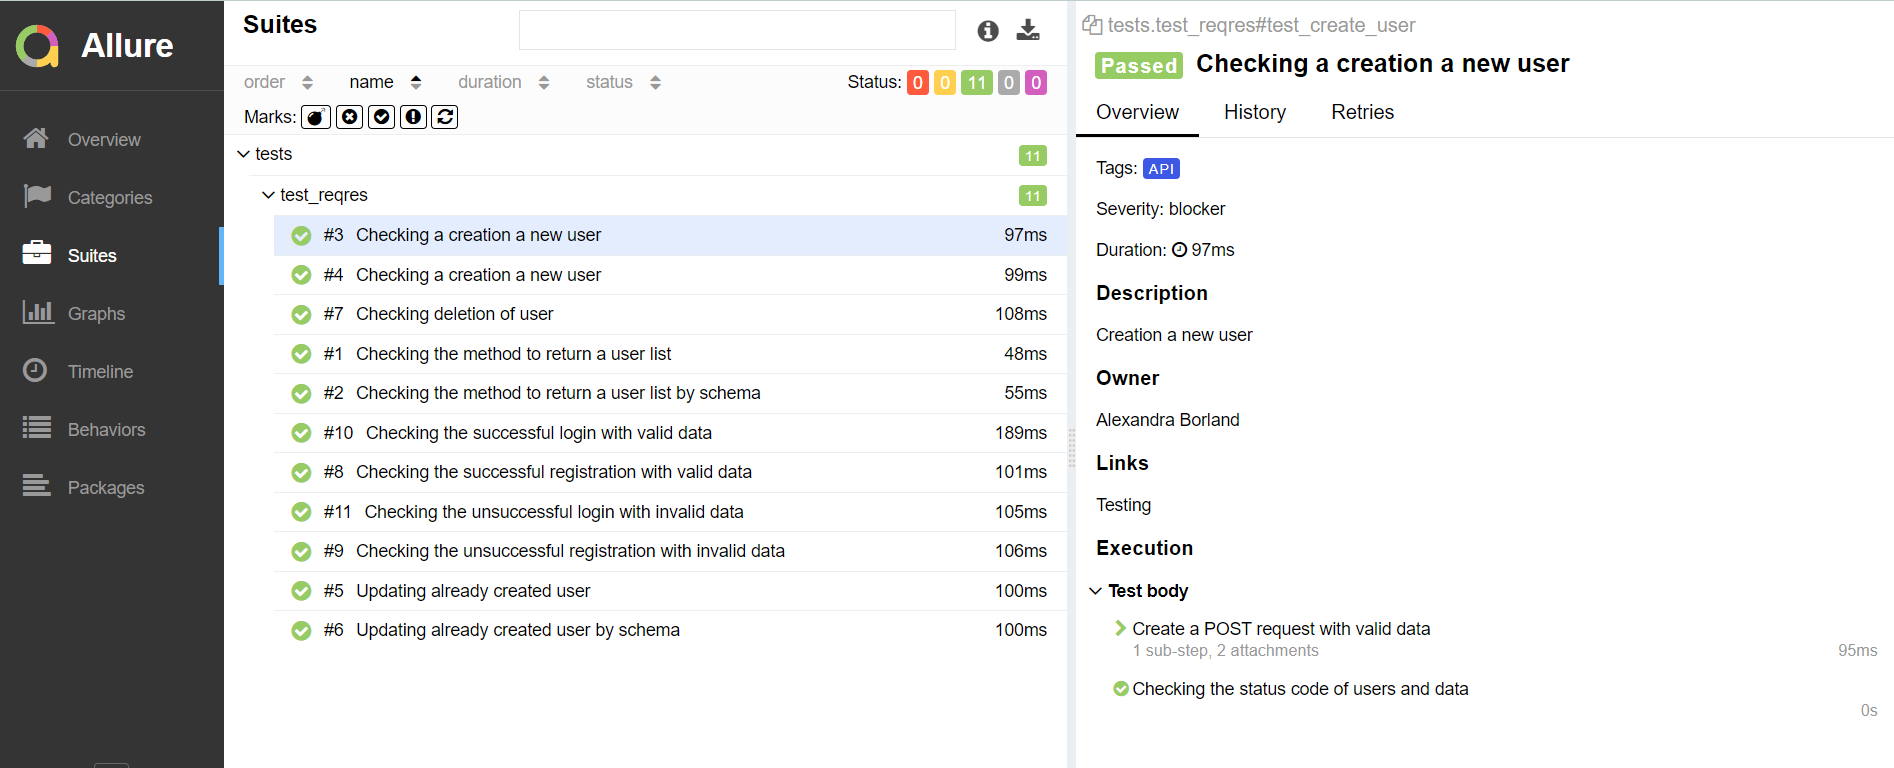 Allure
Overview
Categories
Suites
Graphs
Timeline
Behaviors
Packages
Suites
order name duration status Status: 0 0 11 0 0
Marks:
tests 11
test_reqres 11
#3 Checking a creation a new user 97ms
#4 Checking a creation a new user 99ms
#7 Checking deletion of user 108ms
#1 Checking the method to return a user list 48ms
#2 Checking the method to return a user list by schema 55ms
#10 Checking the successful login with valid data 189ms
#8 Checking the successful registration with valid data 101ms
#11 Checking the unsuccessful login with invalid data 105ms
#9 Checking the unsuccessful registration with invalid data 106ms
#5 Updating already created user 100ms
#6 Updating already created user by schema 100ms
tests.test_reqres#test_create_user
Passed Checking a creation a new user
Overview History Retries
Tags: API
Severity: blocker
Duration: 97ms
Description
Creation a new user
Owner
Alexandra Borland
Links
Testing
Execution
Test body
Create a POST request with valid data
1 sub-step, 2 attachments 95ms
Checking the status code of users and data
0s